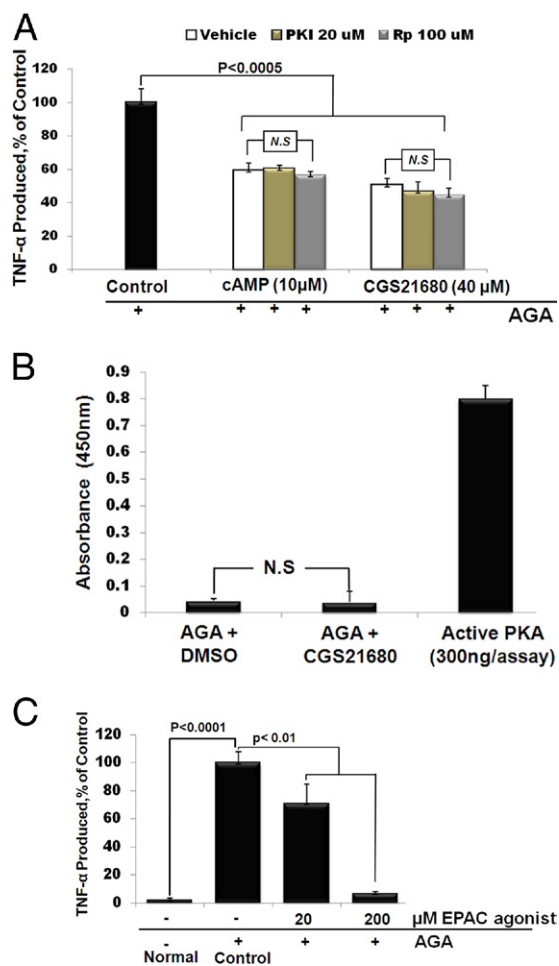 A
Vehicle PKI 20 uM Rp 100 uM
TNF-α Produced,% of Control
120
100
80
60
40
20
0
P<0.0005
N.S
N.S
Control cAMP (10µM) CGS21680 (40 µM)
+ + + + + + + AGA
B
Absorbance (450nm)
0.9
0.8
0.7
0.6
0.5
0.4
0.3
0.2
0.1
0
N.S
AGA + AGA + Active PKA
DMSO CGS21680 (300ng/assay)
C
TNF-α Produced,% of Control
120
100
80
60
40
20
0
P<0.0001
p< 0.01
- - 20 200 µM EPAC agonist
- + + + AGA
Normal Control